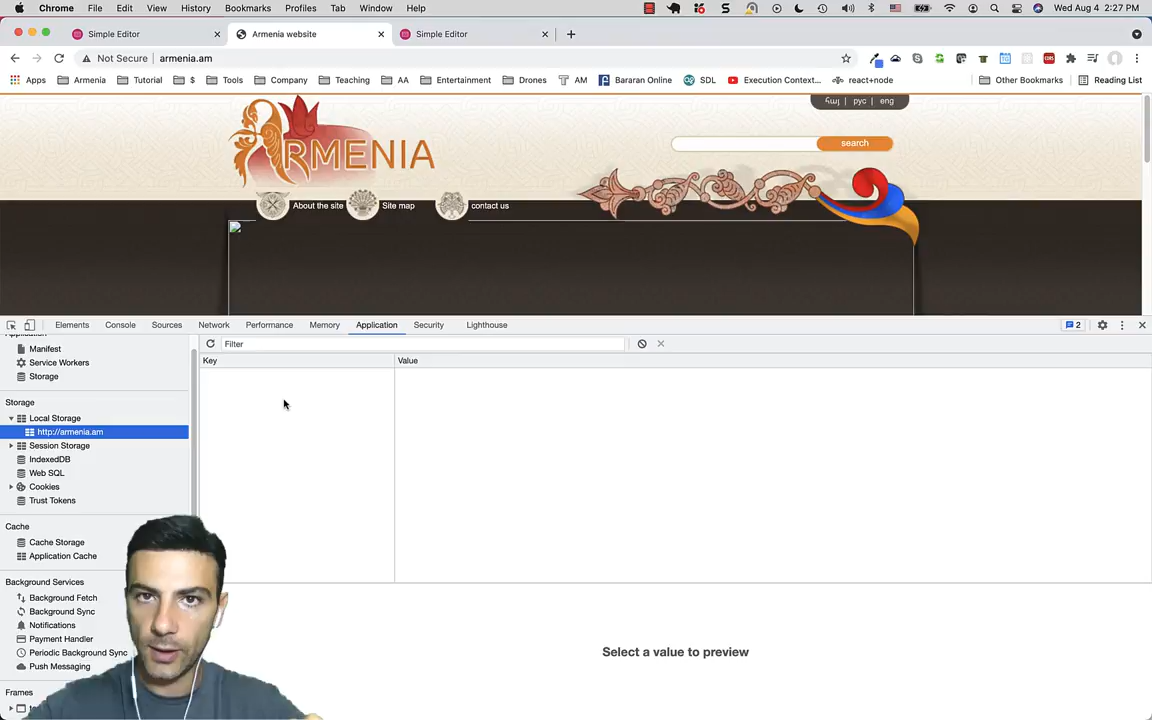 Chrome File Edit View History Bookmarks Profiles Tab Window Help Wed Aug 4 2:27 PM
Simple Editor Armenia website Simple Editor
Not Secure armenia.am
Apps Armenia Tutorial $ Tools Company Teaching AA Entertainment Drones AM Bararan Online SDL Execution Context... react+node Other Bookmarks Reading List
հայ | рус | eng
ARMENIA
search
About the site Site map contact us
Elements Console Sources Network Performance Memory Application Security Lighthouse 2
Application
Filter
Manifest
Key Value
Service Workers
Storage
Storage
Local Storage
http://armenia.am
Session Storage
IndexedDB
Web SQL
Cookies
Trust Tokens
Cache
Cache Storage
Application Cache
Background Services
Background Fetch
Background Sync
Notifications
Payment Handler
Periodic Background Sync
Select a value to preview
Push Messaging
Frames